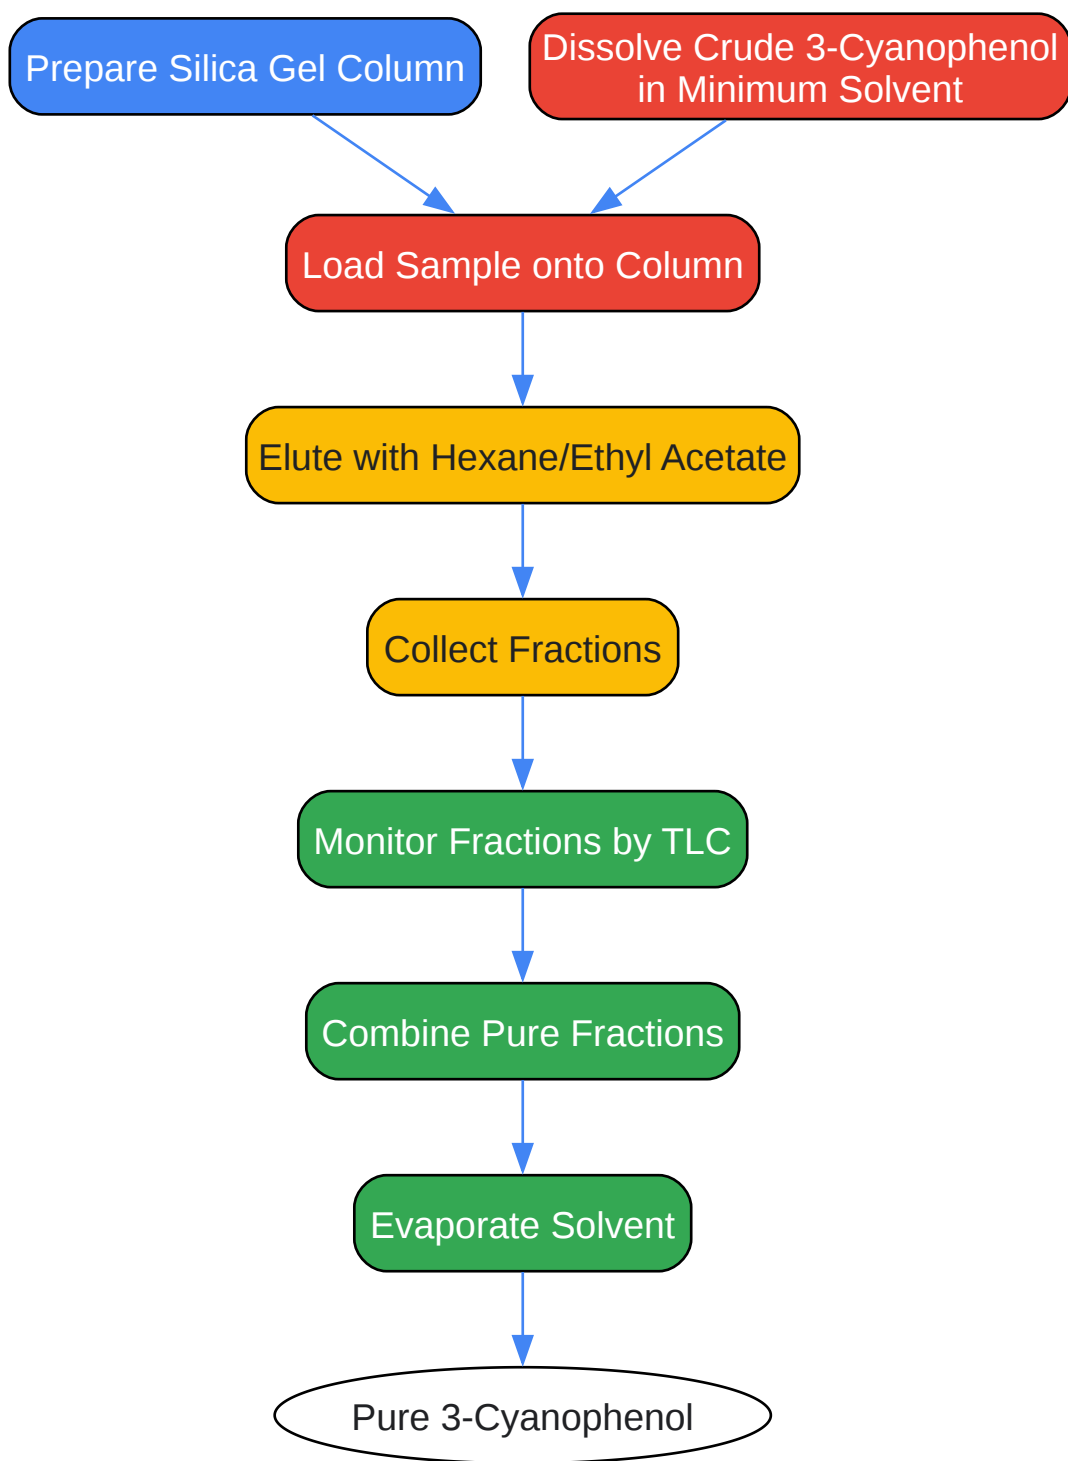 Prepare Silica Gel Column
Dissolve Crude 3-Cyanophenol
in Minimum Solvent
Load Sample onto Column
Elute with Hexane/Ethyl Acetate
Collect Fractions
Monitor Fractions by TLC
Combine Pure Fractions
Evaporate Solvent
Pure 3-Cyanophenol